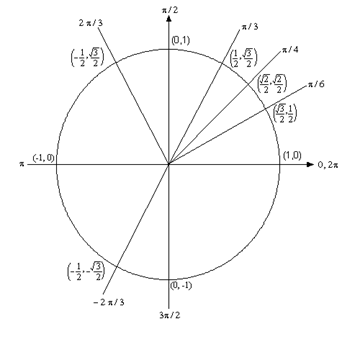 π/2
2 π/3
π/3
(0,1)
π/4
(-1/2, √3/2)
(1/2, √3/2)
(√2/2, √2/2)
π/6
(√3/2, 1/2)
π
(-1, 0)
(1,0)
0, 2π
(-1/2, -√3/2)
(0, -1)
-2 π/3
3π/2